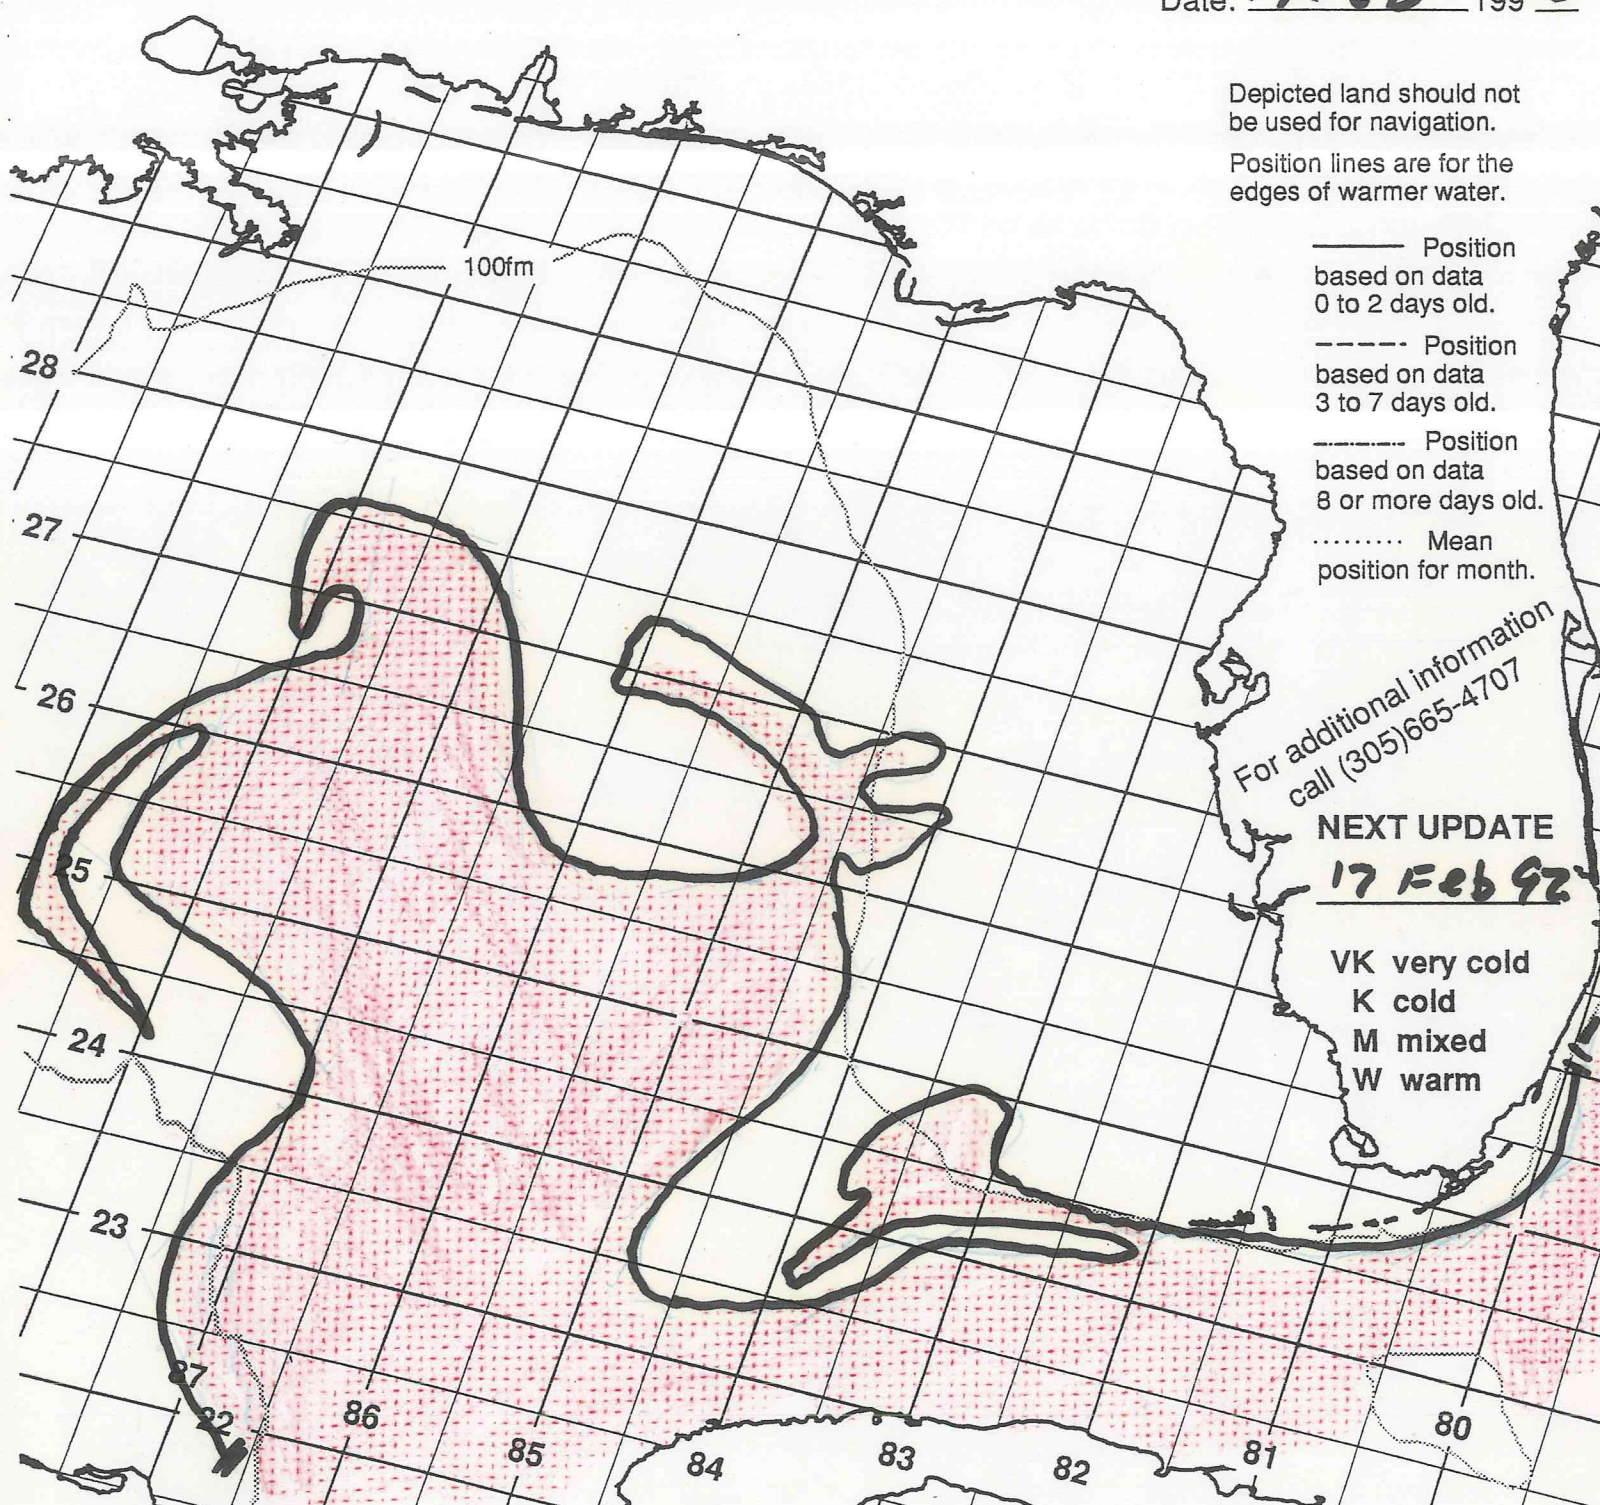 Date: 199
Depicted land should not
be used for navigation.
Position lines are for the
edges of warmer water.
Position
based on data
0 to 2 days old.
Position
based on data
3 to 7 days old.
Position
based on data
8 or more days old.
Mean
position for month.
For additional information
call (305)665-4707
NEXT UPDATE
17 Feb 92
VK very cold
K cold
M mixed
W warm
100fm
28
27
26
25
24
23
22
87
86
85
84
83
82
81
80